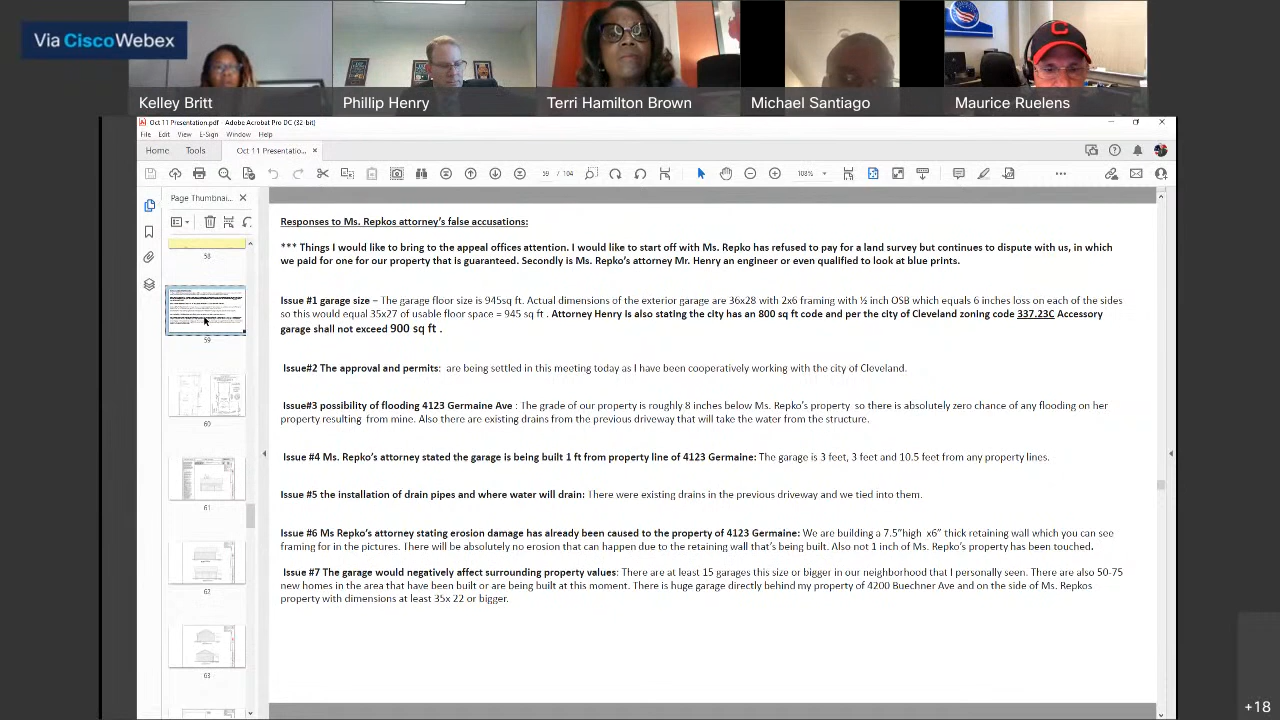 Via CiscoWebex
Kelley Britt
Phillip Henry
Terri Hamilton Brown
Michael Santiago
Maurice Ruelens
Oct 11 Presentation.pdf - Adobe Acrobat Pro DC (32-bit)
File Edit View E-Sign Window Help
Home Tools Oct 11 Presentatio...
59 / 104 108%
Page Thumbnai...
58
59
60
61
62
63
Responses to Ms. Repkos attorney's false accusations:
*** Things I would like to bring to the appeal offices attention. I would like to start off with Ms. Repko has refused to pay for a land survey but continues to dispute with us, in which
we paid for one for our property that is guaranteed. Secondly is Ms. Repko's attorney Mr. Henry an engineer or even qualified to look at blue prints.
Issue #1 garage size - The garage floor space is 945sq ft. Actual dimensions of interior garage are 36x28 with 2x6 framing with ½ inch drywall equals 6 inche loss each of the sides
so this would equal 35x27 of usable floor space = 945 sq ft . Attorney Henry is stating the city has an 800 sq ft code and per the city of Cleveland zoning code 337.23C Accessory
garage shall not exceed 900 sq ft .
Issue#2 The approval and permits: are being settled in this meeting today as I have been cooperatively working with the city of Cleveland.
Issue#3 possibility of flooding 4123 Germaine Ave : The grade of our property is roughly 8 inches below Ms. Repko's property so there is absolutely zero chance of any flooding on her
property resulting from mine. Also there are existing drains from the previous driveway that will take the water from the structure.
Issue #4 Ms. Repko's attorney stated the garage is being built 1 ft from property line of 4123 Germaine: The garage is 3 feet, 3 feet and 10.5 feet from any property lines.
Issue #5 the installation of drain pipes and where water will drain: There were existing drains in the previous driveway and we tied into them.
Issue #6 Ms Repko's attorney stating erosion damage has already been caused to the property of 4123 Germaine: We are building a 7.5"high x6" thick retaining wall which you can see
framing for in the pictures. There will be absolutely no erosion that can happen due to the retaining wall that's being built. Also not 1 inch of Ms. Repko's property has been touched.
Issue #7 The garage would negatively affect surrounding property values: There are at least 15 garages this size or bigger in our neighborhood that I personally seen. There are also 50-75
new homes in the area that have been built or are being built at this moment. There is huge garage directly behind my property of 4200 Buechner Ave and on the side of Ms. Repkos
property with dimensions at least 35x 22 or bigger.
+18